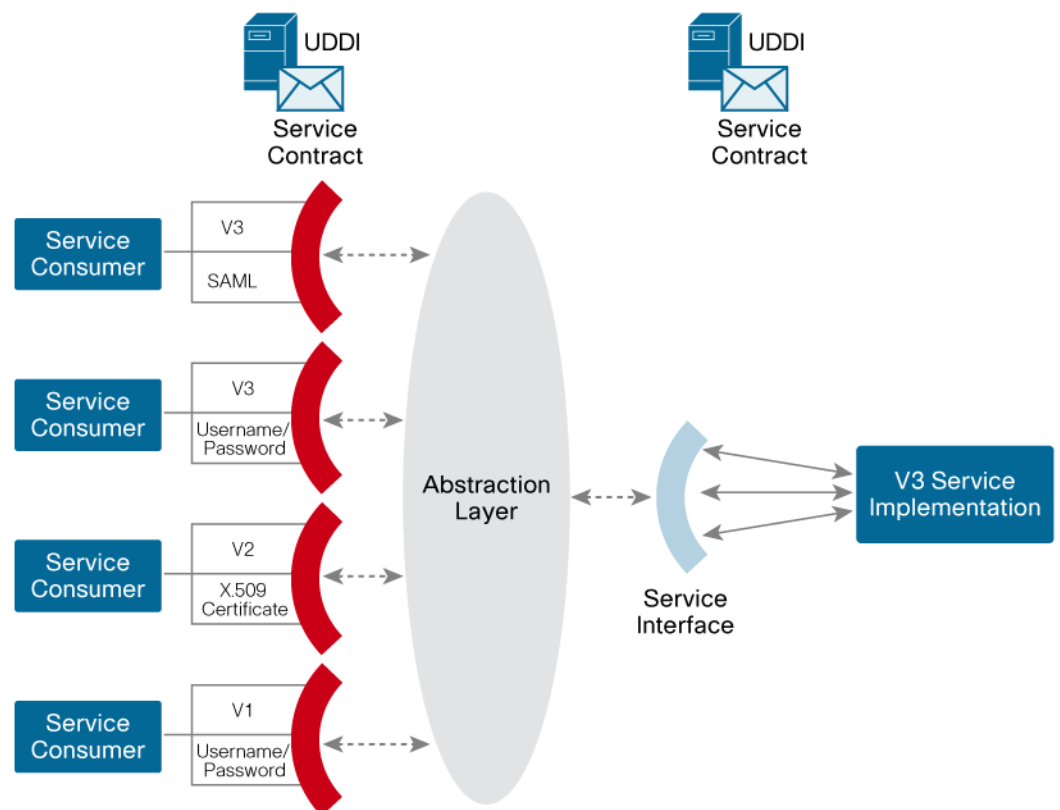 UDDI
Service
Contract
UDDI
Service
Contract
Service
Consumer
V3
SAML
Service
Consumer
V3
Username/
Password
Service
Consumer
V2
X.509
Certificate
Service
Consumer
V1
Username/
Password
Abstraction
Layer
Service
Interface
V3 Service
Implementation